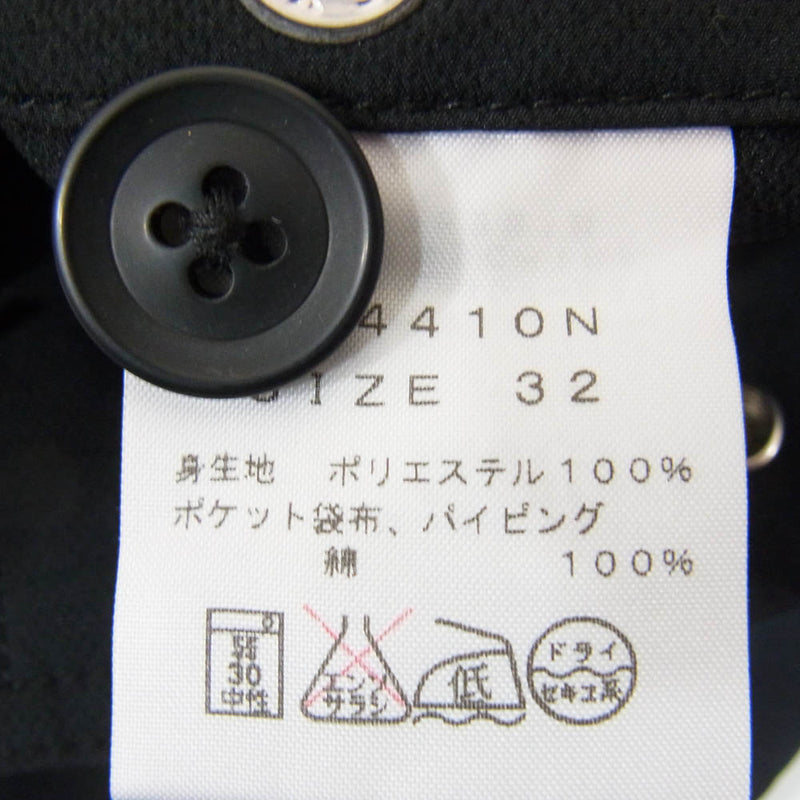 4410N
SIZE 32
身生地 ポリエステル100%
ポケット袋布、パイピング
綿 100%
弱
30
中性
エンソ
サラシ
低
ドライ
セキユ系